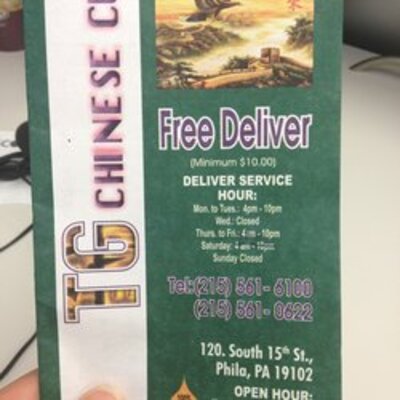 TG CHINESE
Free Deliver
(Minimum $10.00)
DELIVER SERVICE
HOUR:
Mon. to Tues.: 4pm - 10pm
Wed.: Closed
Thurs. to Fri.: 4pm - 10pm
Saturday: 4 - 10pm
Sunday Closed
Tel:(215) 561- 6100
(215) 561- 0622
120. South 15th St.,
Phila, PA 19102
OPEN HOUR: